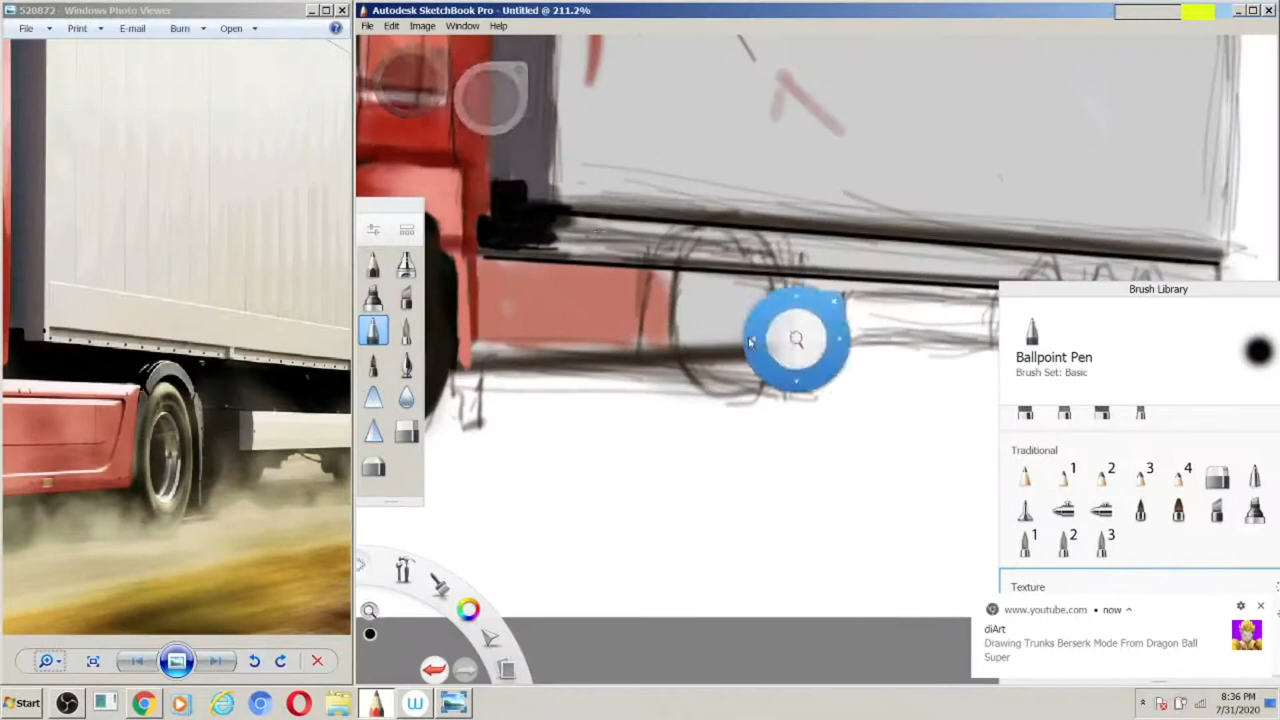 520872 - Windows Photo Viewer
File Print E-mail Burn Open
Autodesk SketchBook Pro - Untitled @ 211.2%
File Edit Image Window Help
Brush Library
Ballpoint Pen
Brush Set: Basic
Traditional
1 2 3 4
1 2 3
Texture
www.youtube.com • now
diArt
Drawing Trunks Berserk Mode From Dragon Ball
Super
Start
8:36 PM
7/31/2020